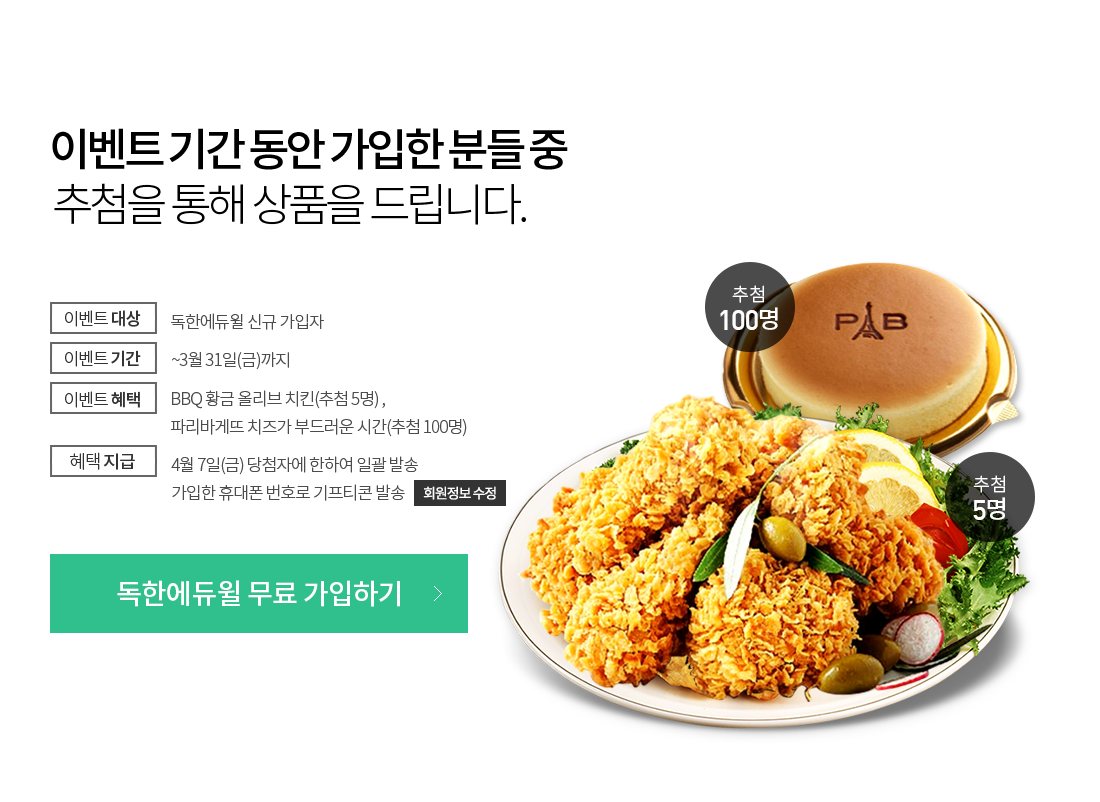 이벤트 기간 동안 가입한 분들 중
추첨을 통해 상품을 드립니다.
추첨
100명
PAB
이벤트 대상
독한에듀윌 신규 가입자
이벤트 기간
~3월 31일(금)까지
이벤트 혜택
BBQ 황금 올리브 치킨(추첨 5명) ,
파리바게뜨 치즈가 부드러운 시간(추첨 100명)
혜택 지급
4월 7일(금) 당첨자에 한하여 일괄 발송
가입한 휴대폰 번호로 기프티콘 발송 회원정보 수정
추첨
5명
독한에듀윌 무료 가입하기 >